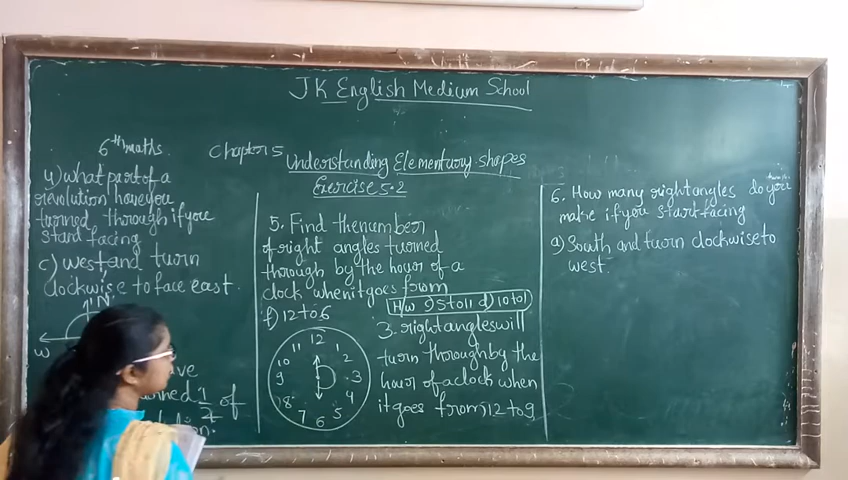 JK English Medium School
6th maths
Chapter 5
Understanding Elementary shapes
Exercise 5.2
4) what part of a
revolution have you
turned through if you
stand facing
c) west and turn
clockwise to face east.
N
W
turned 1/2 of
5. Find the number
of right angles turned
through by the hour of a
clock when it goes from
H/w g) 5 to 11 d) 10 to 1
f) 12 to 6
12
11 1
10 2
9 3
8 4
7 5
6
3. right angles will
turn through by the
hour of a clock when
it goes from 12 to 9
6. How many right angles do you
make if you start facing
a) South and turn clockwise to
west.